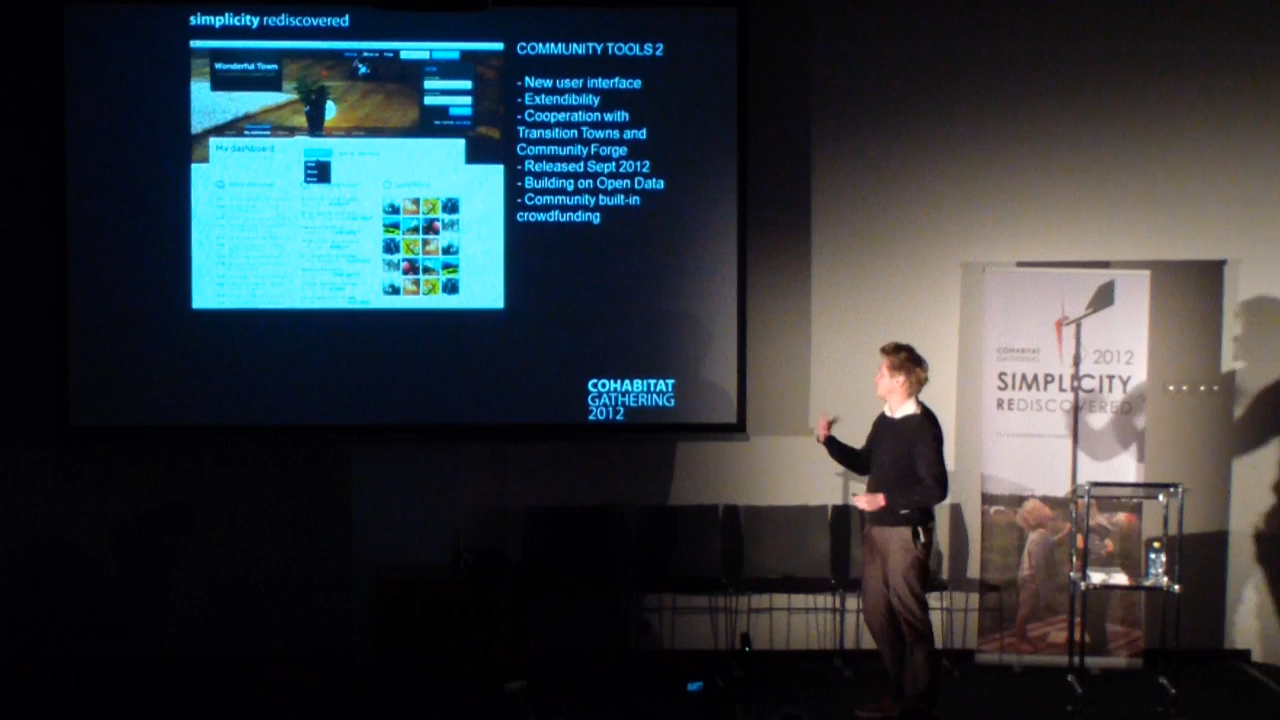 simplicity rediscovered
COMMUNITY TOOLS 2
- New user interface
- Extendibility
- Cooperation with
Transition Towns and
Community Forge
- Released Sept 2012
- Building on Open Data
- Community built-in
crowdfunding
Wonderful Town
My dashboard
COHABITAT
GATHERING
2012
COHABITAT
GATHERING 2012
SIMPLICITY
REDISCOVERED